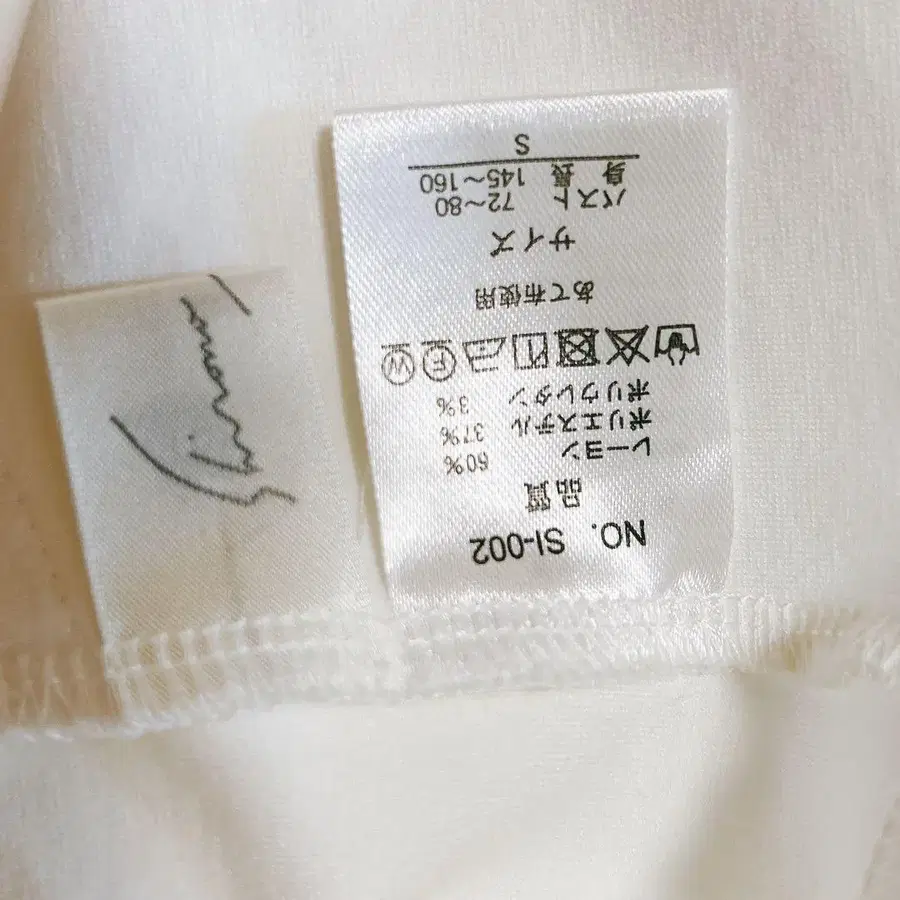 NO. SI-002
品質
レーヨン 60%
ポリエステル 37%
ポリウレタン 3%
W F
あて布使用
サイズ
バスト 72〜80
身長 145〜160
S